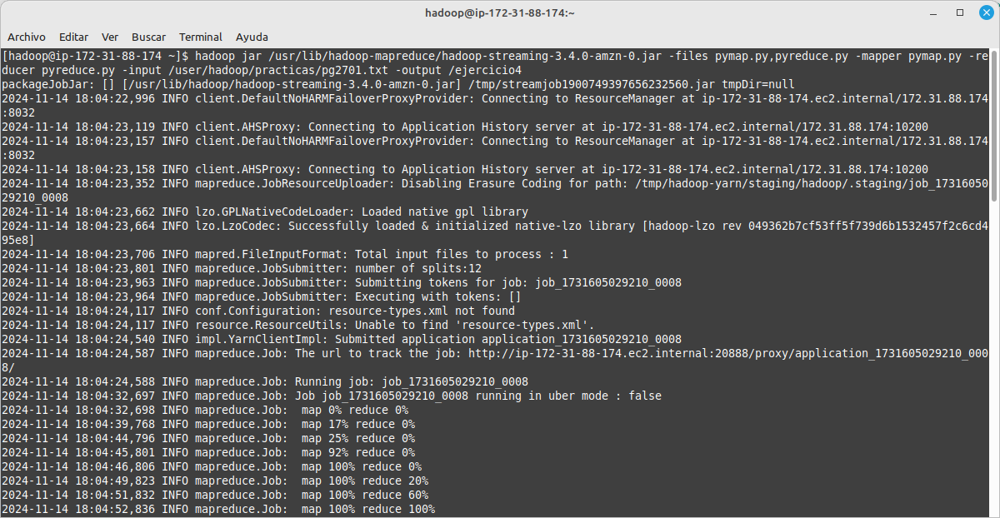 hadoop@ip-172-31-88-174:~
Archivo Editar Ver Buscar Terminal Ayuda
[hadoop@ip-172-31-88-174 ~]$ hadoop jar /usr/lib/hadoop-mapreduce/hadoop-streaming-3.4.0-amzn-0.jar -files pymap.py,pyreduce.py -mapper pymap.py -re
ducer pyreduce.py -input /user/hadoop/practicas/pg2701.txt -output /ejercicio4
packageJobJar: [] [/usr/lib/hadoop/hadoop-streaming-3.4.0-amzn-0.jar] /tmp/streamjob1900749397656232560.jar tmpDir=null
2024-11-14 18:04:22,996 INFO client.DefaultNoHARMFailoverProxyProvider: Connecting to ResourceManager at ip-172-31-88-174.ec2.internal/172.31.88.174
:8032
2024-11-14 18:04:23,119 INFO client.AHSProxy: Connecting to Application History server at ip-172-31-88-174.ec2.internal/172.31.88.174:10200
2024-11-14 18:04:23,157 INFO client.DefaultNoHARMFailoverProxyProvider: Connecting to ResourceManager at ip-172-31-88-174.ec2.internal/172.31.88.174
:8032
2024-11-14 18:04:23,158 INFO client.AHSProxy: Connecting to Application History server at ip-172-31-88-174.ec2.internal/172.31.88.174:10200
2024-11-14 18:04:23,352 INFO mapreduce.JobResourceUploader: Disabling Erasure Coding for path: /tmp/hadoop-yarn/staging/hadoop/.staging/job_17316050
29210_0008
2024-11-14 18:04:23,662 INFO lzo.GPLNativeCodeLoader: Loaded native gpl library
2024-11-14 18:04:23,664 INFO lzo.LzoCodec: Successfully loaded & initialized native-lzo library [hadoop-lzo rev 049362b7cf53ff5f739d6b1532457f2c6cd4
95e8]
2024-11-14 18:04:23,706 INFO mapred.FileInputFormat: Total input files to process : 1
2024-11-14 18:04:23,801 INFO mapreduce.JobSubmitter: number of splits:12
2024-11-14 18:04:23,963 INFO mapreduce.JobSubmitter: Submitting tokens for job: job_1731605029210_0008
2024-11-14 18:04:23,964 INFO mapreduce.JobSubmitter: Executing with tokens: []
2024-11-14 18:04:24,117 INFO conf.Configuration: resource-types.xml not found
2024-11-14 18:04:24,117 INFO resource.ResourceUtils: Unable to find 'resource-types.xml'.
2024-11-14 18:04:24,540 INFO impl.YarnClientImpl: Submitted application application_1731605029210_0008
2024-11-14 18:04:24,587 INFO mapreduce.Job: The url to track the job: http://ip-172-31-88-174.ec2.internal:20888/proxy/application_1731605029210_000
8/
2024-11-14 18:04:24,588 INFO mapreduce.Job: Running job: job_1731605029210_0008
2024-11-14 18:04:32,697 INFO mapreduce.Job: Job job_1731605029210_0008 running in uber mode : false
2024-11-14 18:04:32,698 INFO mapreduce.Job:  map 0% reduce 0%
2024-11-14 18:04:39,768 INFO mapreduce.Job:  map 17% reduce 0%
2024-11-14 18:04:44,796 INFO mapreduce.Job:  map 25% reduce 0%
2024-11-14 18:04:45,801 INFO mapreduce.Job:  map 92% reduce 0%
2024-11-14 18:04:46,806 INFO mapreduce.Job:  map 100% reduce 0%
2024-11-14 18:04:49,823 INFO mapreduce.Job:  map 100% reduce 20%
2024-11-14 18:04:51,832 INFO mapreduce.Job:  map 100% reduce 60%
2024-11-14 18:04:52,836 INFO mapreduce.Job:  map 100% reduce 100%